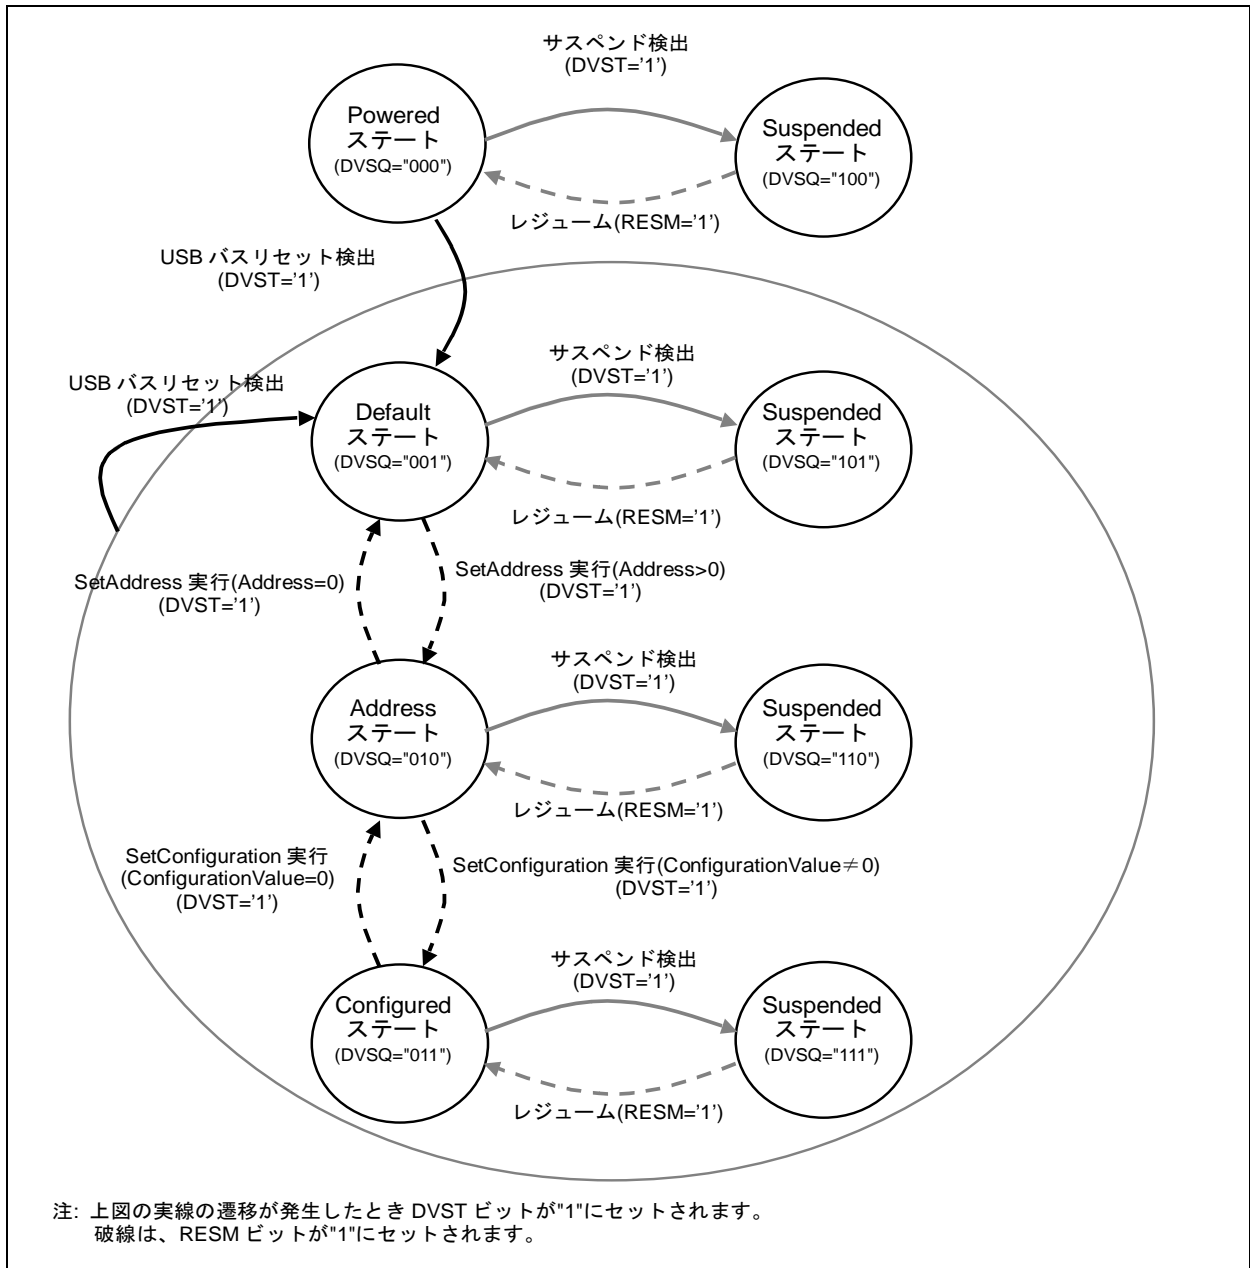 サスペンド検出
(DVST='1')
Powered
ステート
(DVSQ="000")
Suspended
ステート
(DVSQ="100")
レジューム(RESM='1')
USB バスリセット検出
(DVST='1')
サスペンド検出
(DVST='1')
USB バスリセット検出
(DVST='1')
Default
ステート
(DVSQ="001")
Suspended
ステート
(DVSQ="101")
レジューム(RESM='1')
SetAddress 実行(Address=0)
(DVST='1')
SetAddress 実行(Address>0)
(DVST='1')
サスペンド検出
(DVST='1')
Address
ステート
(DVSQ="010")
Suspended
ステート
(DVSQ="110")
レジューム(RESM='1')
SetConfiguration 実行
(ConfigurationValue=0)
(DVST='1')
SetConfiguration 実行(ConfigurationValue≠0)
(DVST='1')
サスペンド検出
(DVST='1')
Configured
ステート
(DVSQ="011")
Suspended
ステート
(DVSQ="111")
レジューム(RESM='1')
注: 上図の実線の遷移が発生したとき DVST ビットが"1"にセットされます。
破線は、RESM ビットが"1"にセットされます。